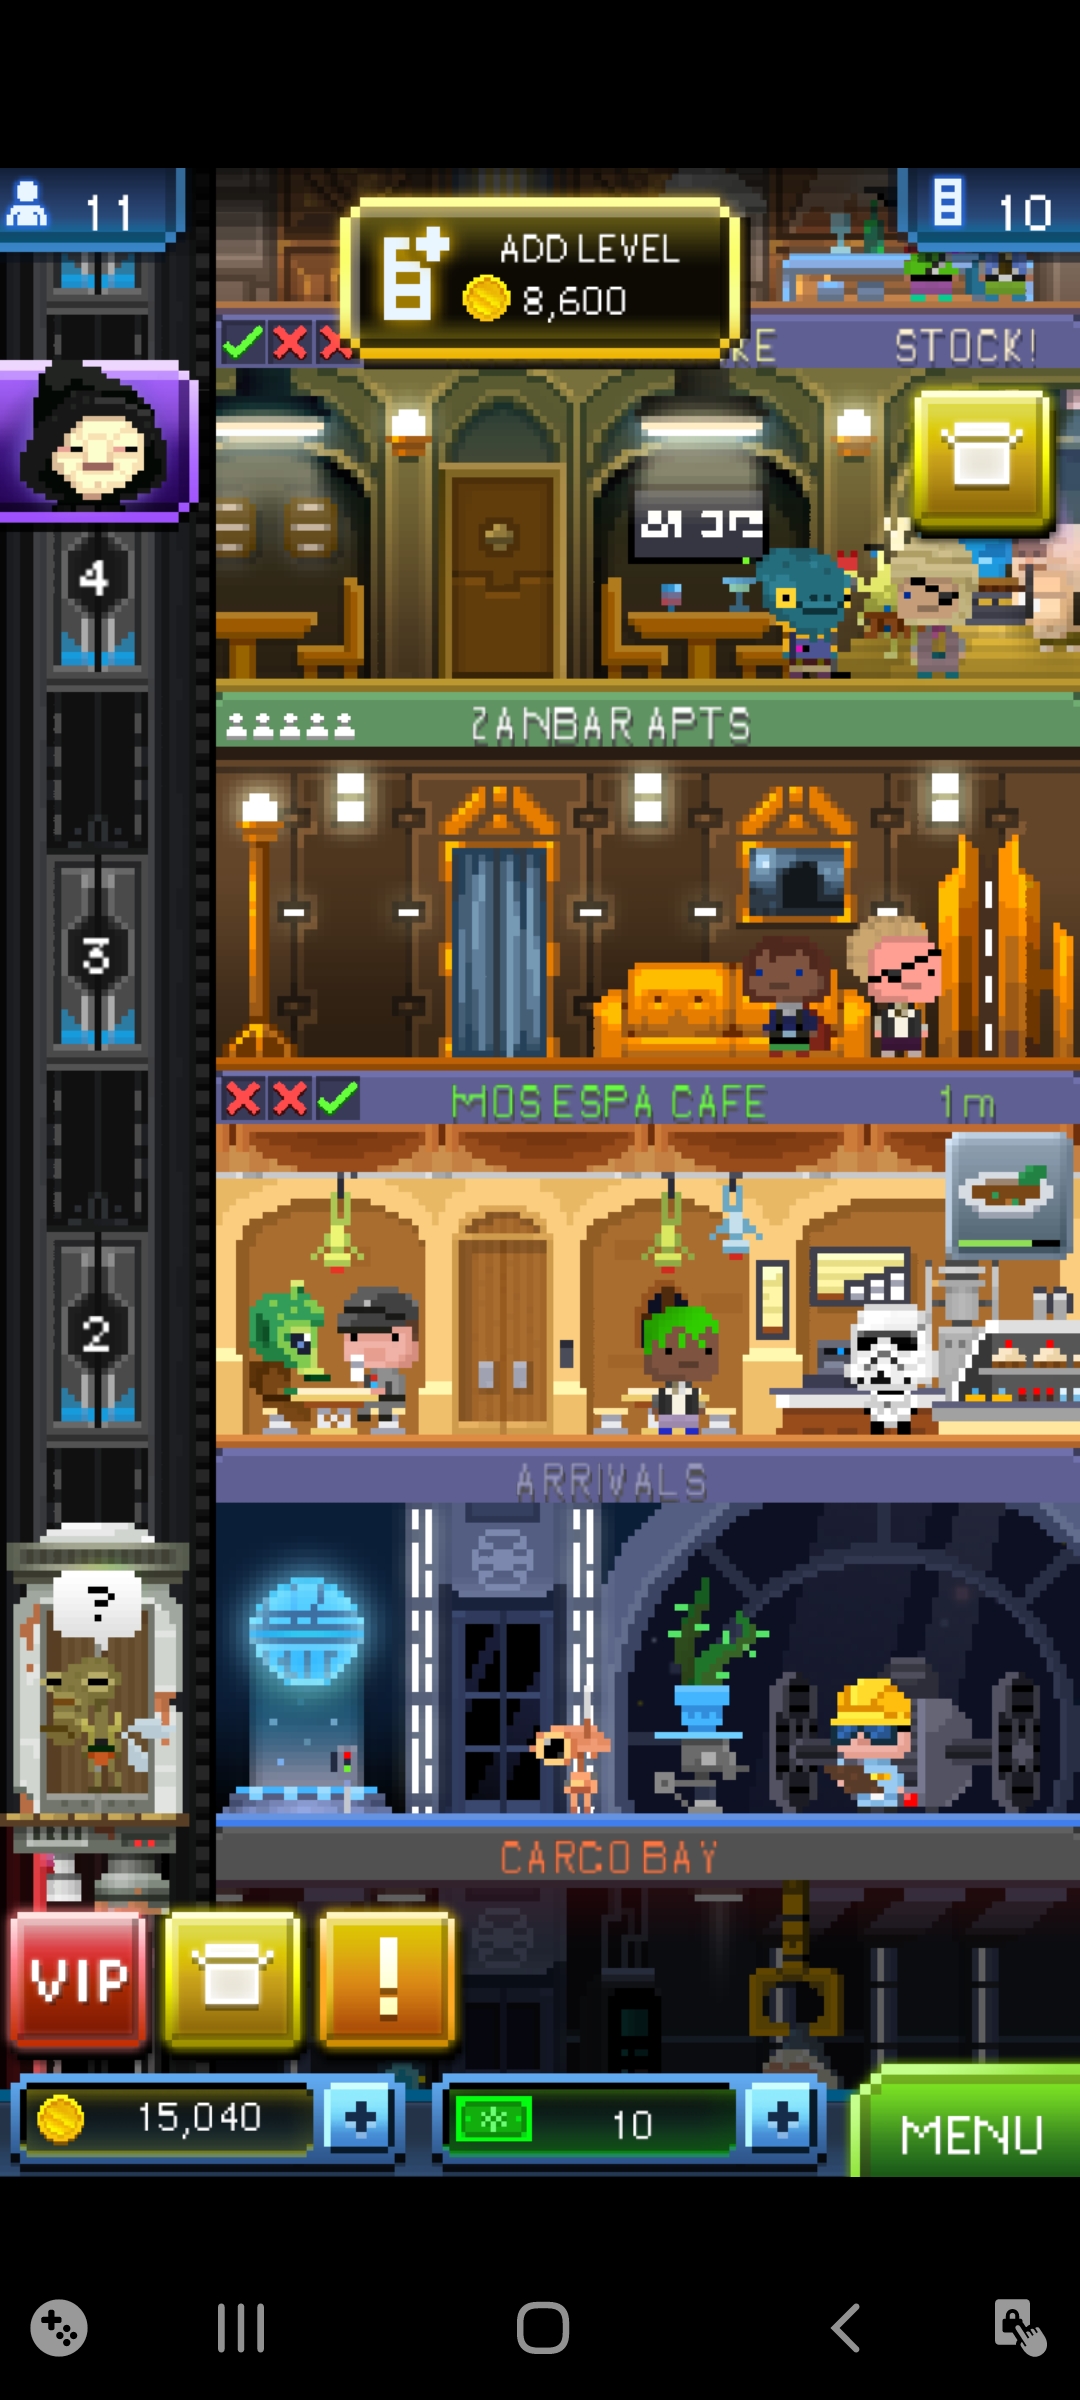 11
10
ADD LEVEL
8,600
STOCK!
4
ZANBAR APTS
3
MOS ESPA CAFE
1m
2
ARRIVALS
?
CARGO BAY
VIP
!
15,040
+
10
+
MENU